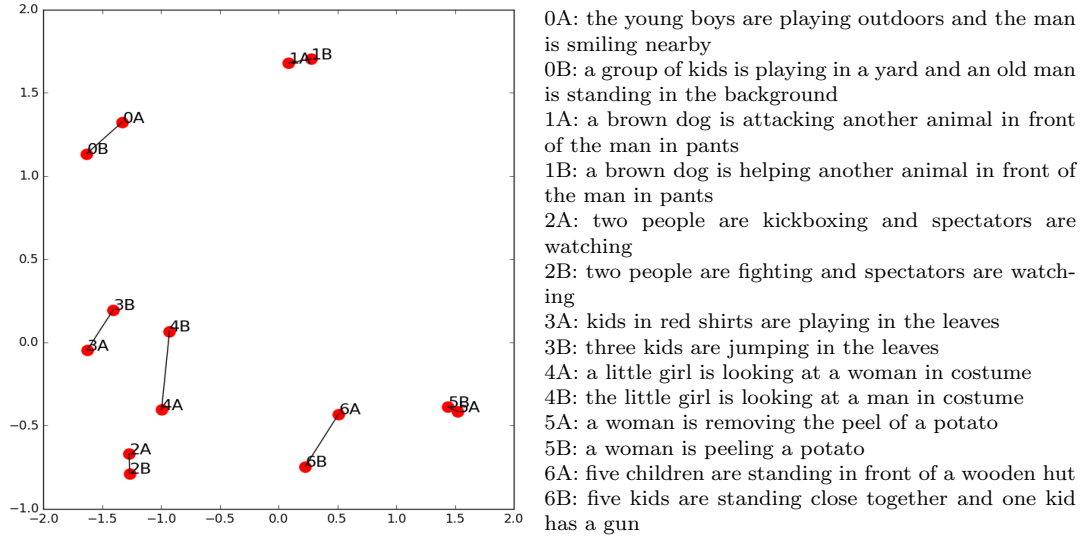 2.0
1.5
1.0
0.5
0.0
−0.5
−1.0
−2.0 −1.5 −1.0 −0.5 0.0 0.5 1.0 1.5 2.0
1A 1B
0A
0B
3B
3A
4B
4A
2A
2B
6A
6B
5B
5A
0A: the young boys are playing outdoors and the man
is smiling nearby
0B: a group of kids is playing in a yard and an old man
is standing in the background
1A: a brown dog is attacking another animal in front
of the man in pants
1B: a brown dog is helping another animal in front of
the man in pants
2A: two people are kickboxing and spectators are
watching
2B: two people are fighting and spectators are watch-
ing
3A: kids in red shirts are playing in the leaves
3B: three kids are jumping in the leaves
4A: a little girl is looking at a woman in costume
4B: the little girl is looking at a man in costume
5A: a woman is removing the peel of a potato
5B: a woman is peeling a potato
6A: five children are standing in front of a wooden hut
6B: five kids are standing close together and one kid
has a gun